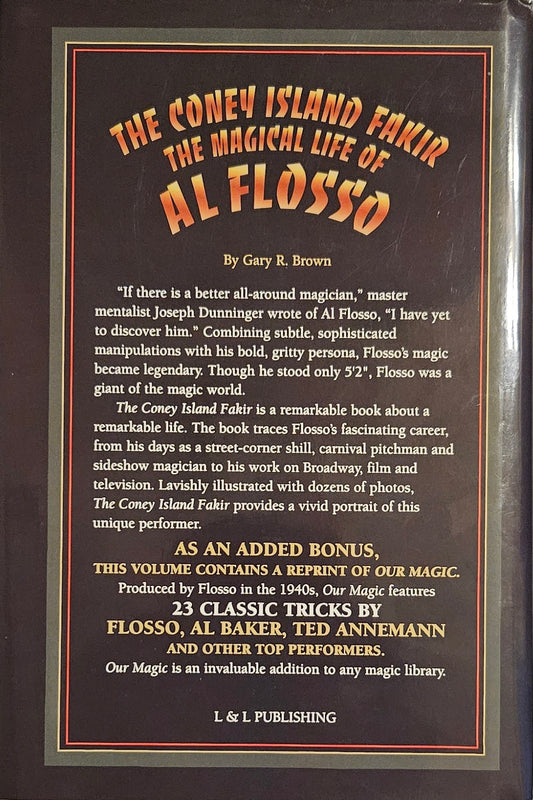 THE CONEY ISLAND FAKIR
THE MAGICAL LIFE OF
AL FLOSSO
By Gary R. Brown
"If there is a better all-around magician," master
mentalist Joseph Dunninger wrote of Al Flosso, "I have yet
to discover him." Combining subtle, sophisticated
manipulations with his bold, gritty persona, Flosso's magic
became legendary. Though he stood only 5'2", Flosso was a
giant of the magic world.
The Coney Island Fakir is a remarkable book about a
remarkable life. The book traces Flosso's fascinating career,
from his days as a street-corner shill, carnival pitchman and
sideshow magician to his work on Broadway, film and
television. Lavishly illustrated with dozens of photos,
The Coney Island Fakir provides a vivid portrait of this
unique performer.
AS AN ADDED BONUS,
THIS VOLUME CONTAINS A REPRINT OF OUR MAGIC.
Produced by Flosso in the 1940s, Our Magic features
23 CLASSIC TRICKS BY
FLOSSO, AL BAKER, TED ANNEMANN
AND OTHER TOP PERFORMERS.
Our Magic is an invaluable addition to any magic library.
L & L PUBLISHING